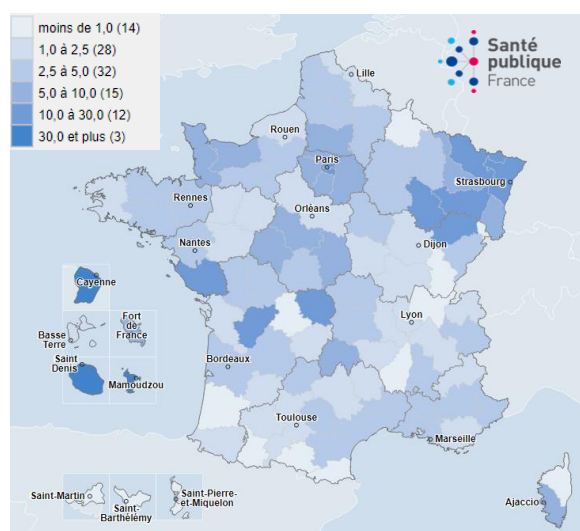 moins de 1,0 (14)
1,0 à 2,5 (28)
2,5 à 5,0 (32)
5,0 à 10,0 (15)
10,0 à 30,0 (12)
30,0 et plus (3)
Santé
publique
France
Lille
Rouen
Paris
Strasbourg
Rennes
Orléans
Nantes
Dijon
Cayenne
Fort
de
France
Basse
Terre
Saint
Denis
Mamoudzou
Lyon
Bordeaux
Toulouse
Marseille
Saint-Martin
Saint-
Barthélémy
Saint-Pierre-
et-Miquelon
Ajaccio